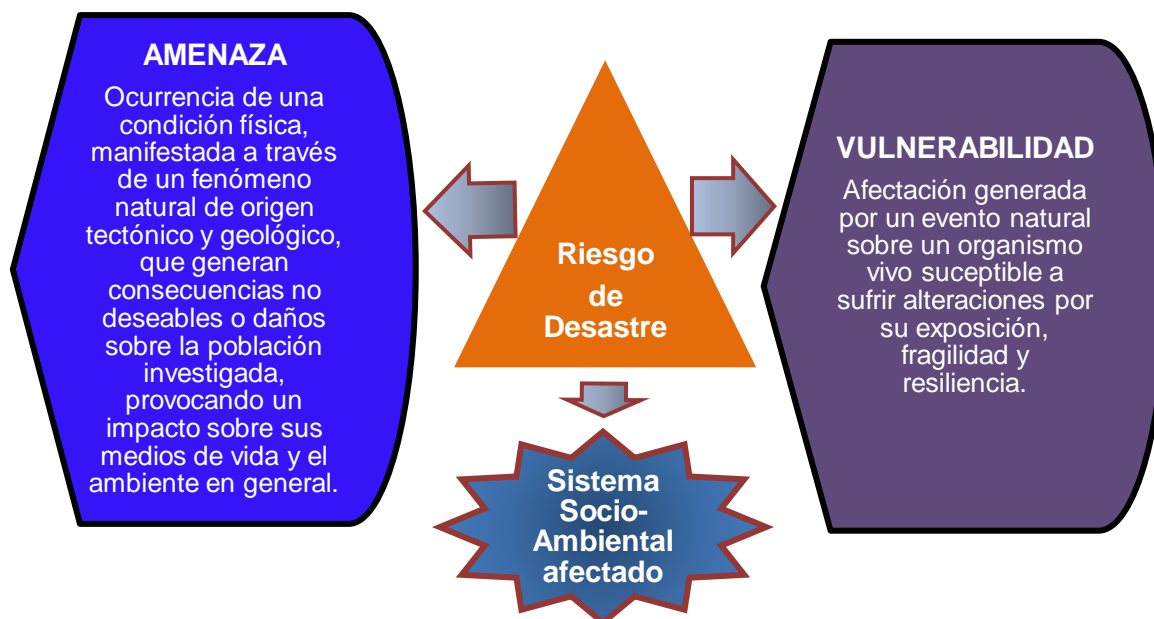 AMENAZA
Ocurrencia de una
condición física,
manifestada a través
de un fenómeno
natural de origen
tectónico y geológico,
que generan
consecuencias no
deseables o daños
sobre la población
investigada,
provocando un
impacto sobre sus
medios de vida y el
ambiente en general.
Riesgo
de
Desastre
VULNERABILIDAD
Afectación generada
por un evento natural
sobre un organismo
vivo suceptible a
sufrir alteraciones por
su exposición,
fragilidad y
resiliencia.
Sistema
Socio-
Ambiental
afectado